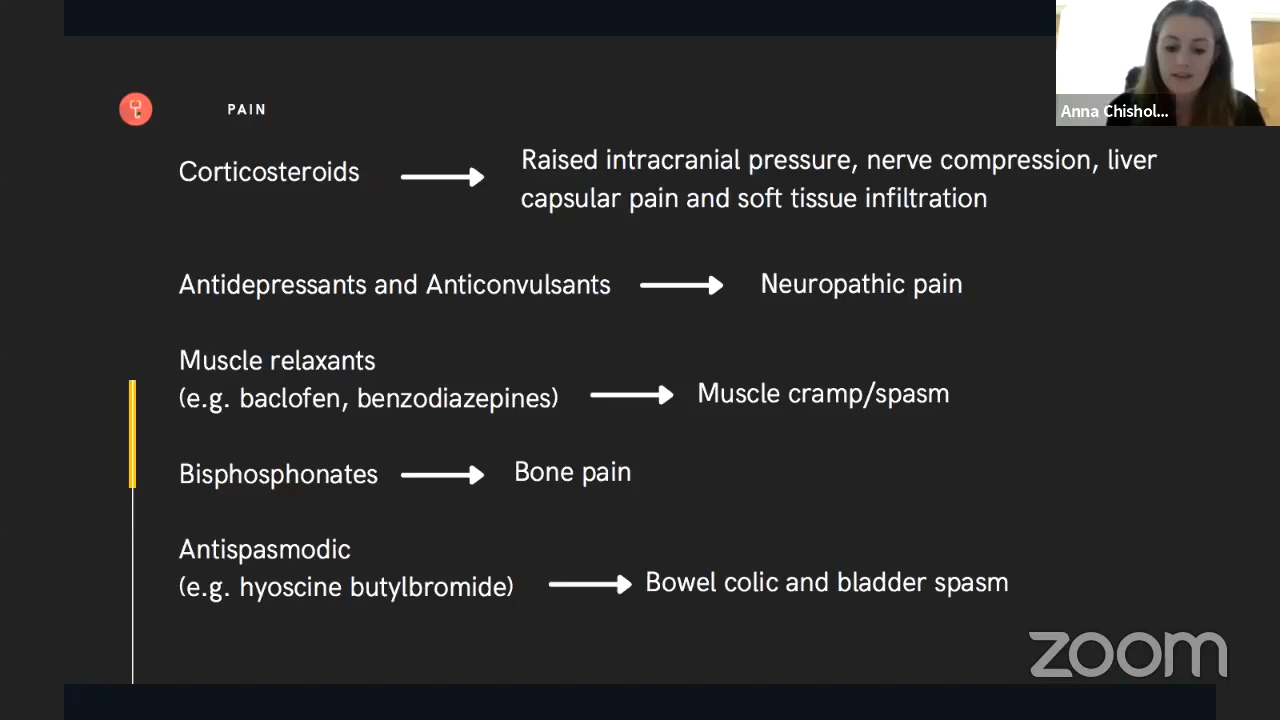 PAIN
Corticosteroids
Raised intracranial pressure, nerve compression, liver
capsular pain and soft tissue infiltration
Antidepressants and Anticonvulsants
Neuropathic pain
Muscle relaxants
(e.g. baclofen, benzodiazepines)
Muscle cramp/spasm
Bisphosphonates
Bone pain
Antispasmodic
(e.g. hyoscine butylbromide)
Bowel colic and bladder spasm
Anna Chishol...
zoom